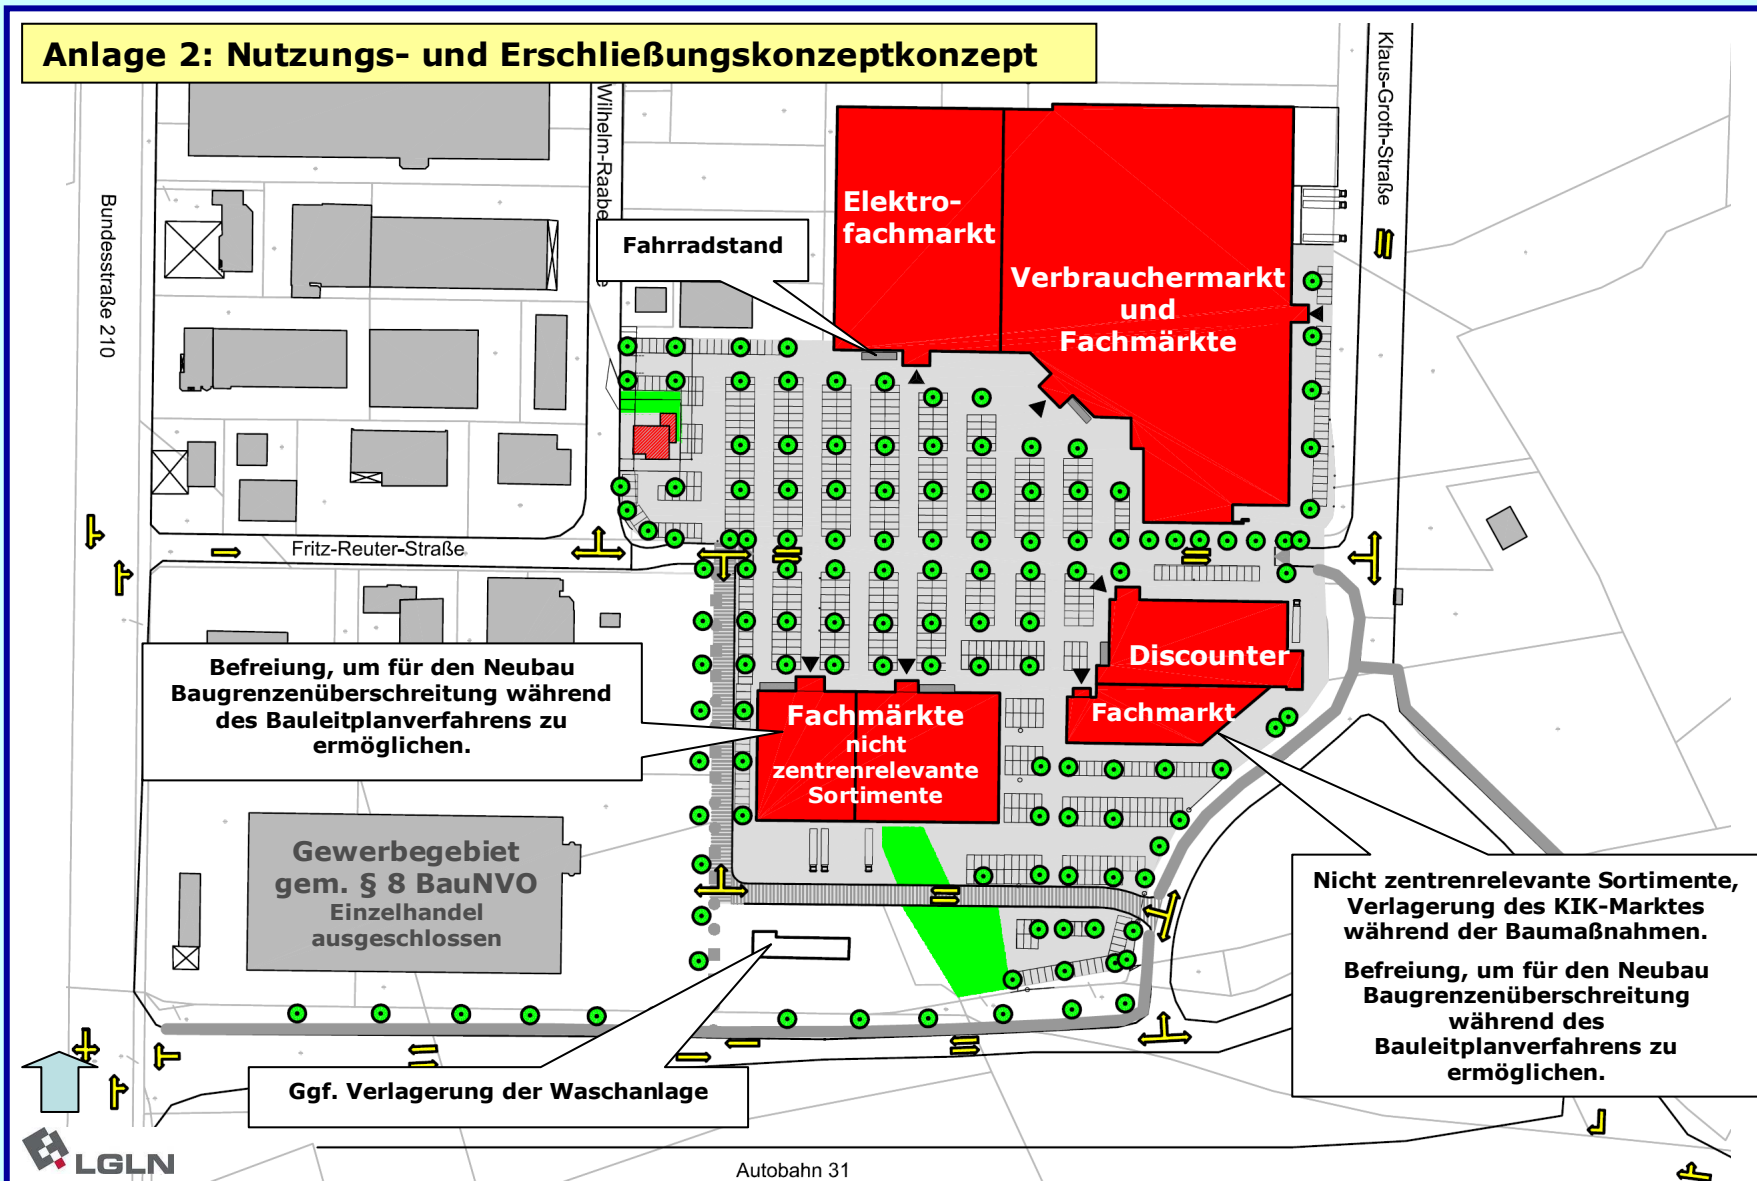 Anlage 2: Nutzungs- und Erschließungskonzeptkonzept
Klaus-Groth-Straße
Wilhelm-Raabe
Bundesstraße 210
Elektro-
fachmarkt
Fahrradstand
Verbrauchermarkt
und
Fachmärkte
Fritz-Reuter-Straße
Befreiung, um für den Neubau
Baugrenzenüberschreitung während
des Bauleitplanverfahrens zu
ermöglichen.
Discounter
Fachmarkt
Fachmärkte
nicht
zentrenrelevante
Sortimente
Gewerbegebiet
gem. § 8 BauNVO
Einzelhandel
ausgeschlossen
Nicht zentrenrelevante Sortimente,
Verlagerung des KIK-Marktes
während der Baumaßnahmen.
Befreiung, um für den Neubau
Baugrenzenüberschreitung
während des
Bauleitplanverfahrens zu
ermöglichen.
Ggf. Verlagerung der Waschanlage
LGLN
Autobahn 31